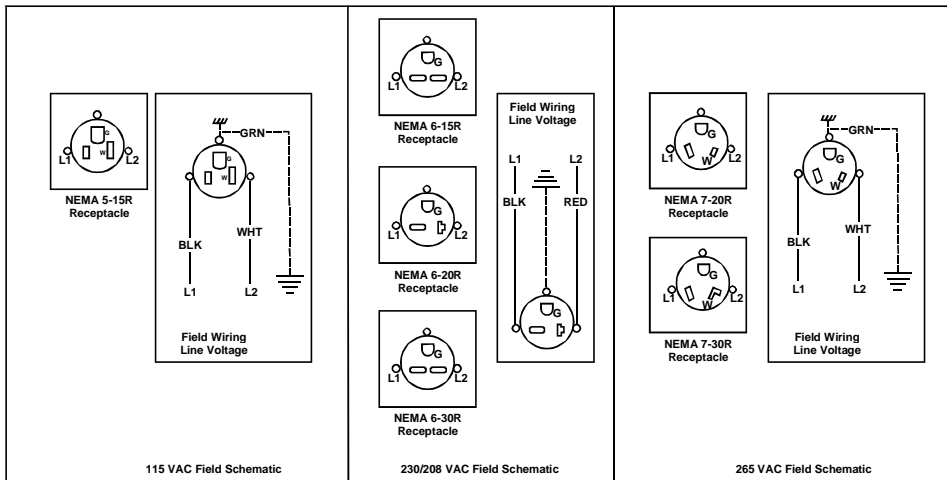 G
W
L1
L2
NEMA 5-15R
Receptacle
GRN
G
W
BLK
WHT
L1
L2
Field Wiring
Line Voltage
115 VAC Field Schematic
G
L1
L2
NEMA 6-15R
Receptacle
G
L1
L2
NEMA 6-20R
Receptacle
G
L1
L2
NEMA 6-30R
Receptacle
Field Wiring
Line Voltage
L1
L2
BLK
RED
G
230/208 VAC Field Schematic
G
L1
W
L2
NEMA 7-20R
Receptacle
G
L1
W
L2
NEMA 7-30R
Receptacle
GRN
G
W
BLK
WHT
L1
L2
Field Wiring
Line Voltage
265 VAC Field Schematic